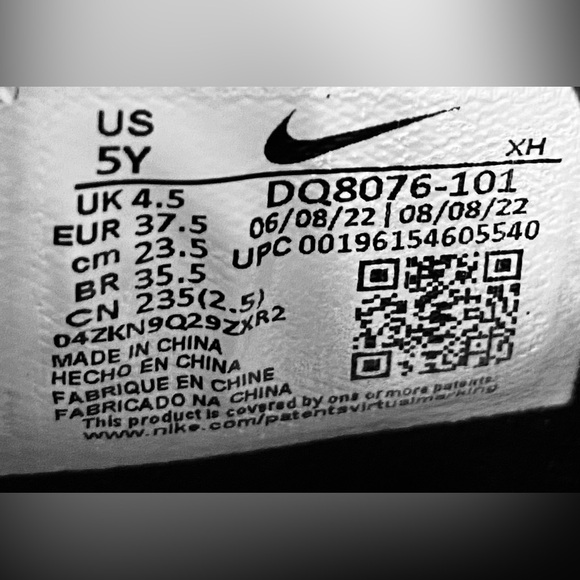 US
5Y
XH
UK 4.5
EUR 37.5
cm 23.5
BR 35.5
CN 235(2.5)
DQ8076-101
06/08/22 | 08/08/22
UPC 00196154605540
04ZKN9Q29ZXR2
MADE IN CHINA
HECHO EN CHINA
FABRIQUE EN CHINE
FABRICADO NA CHINA
This product is covered by one or more patents.
www.nike.com/patentsvirtualmarking